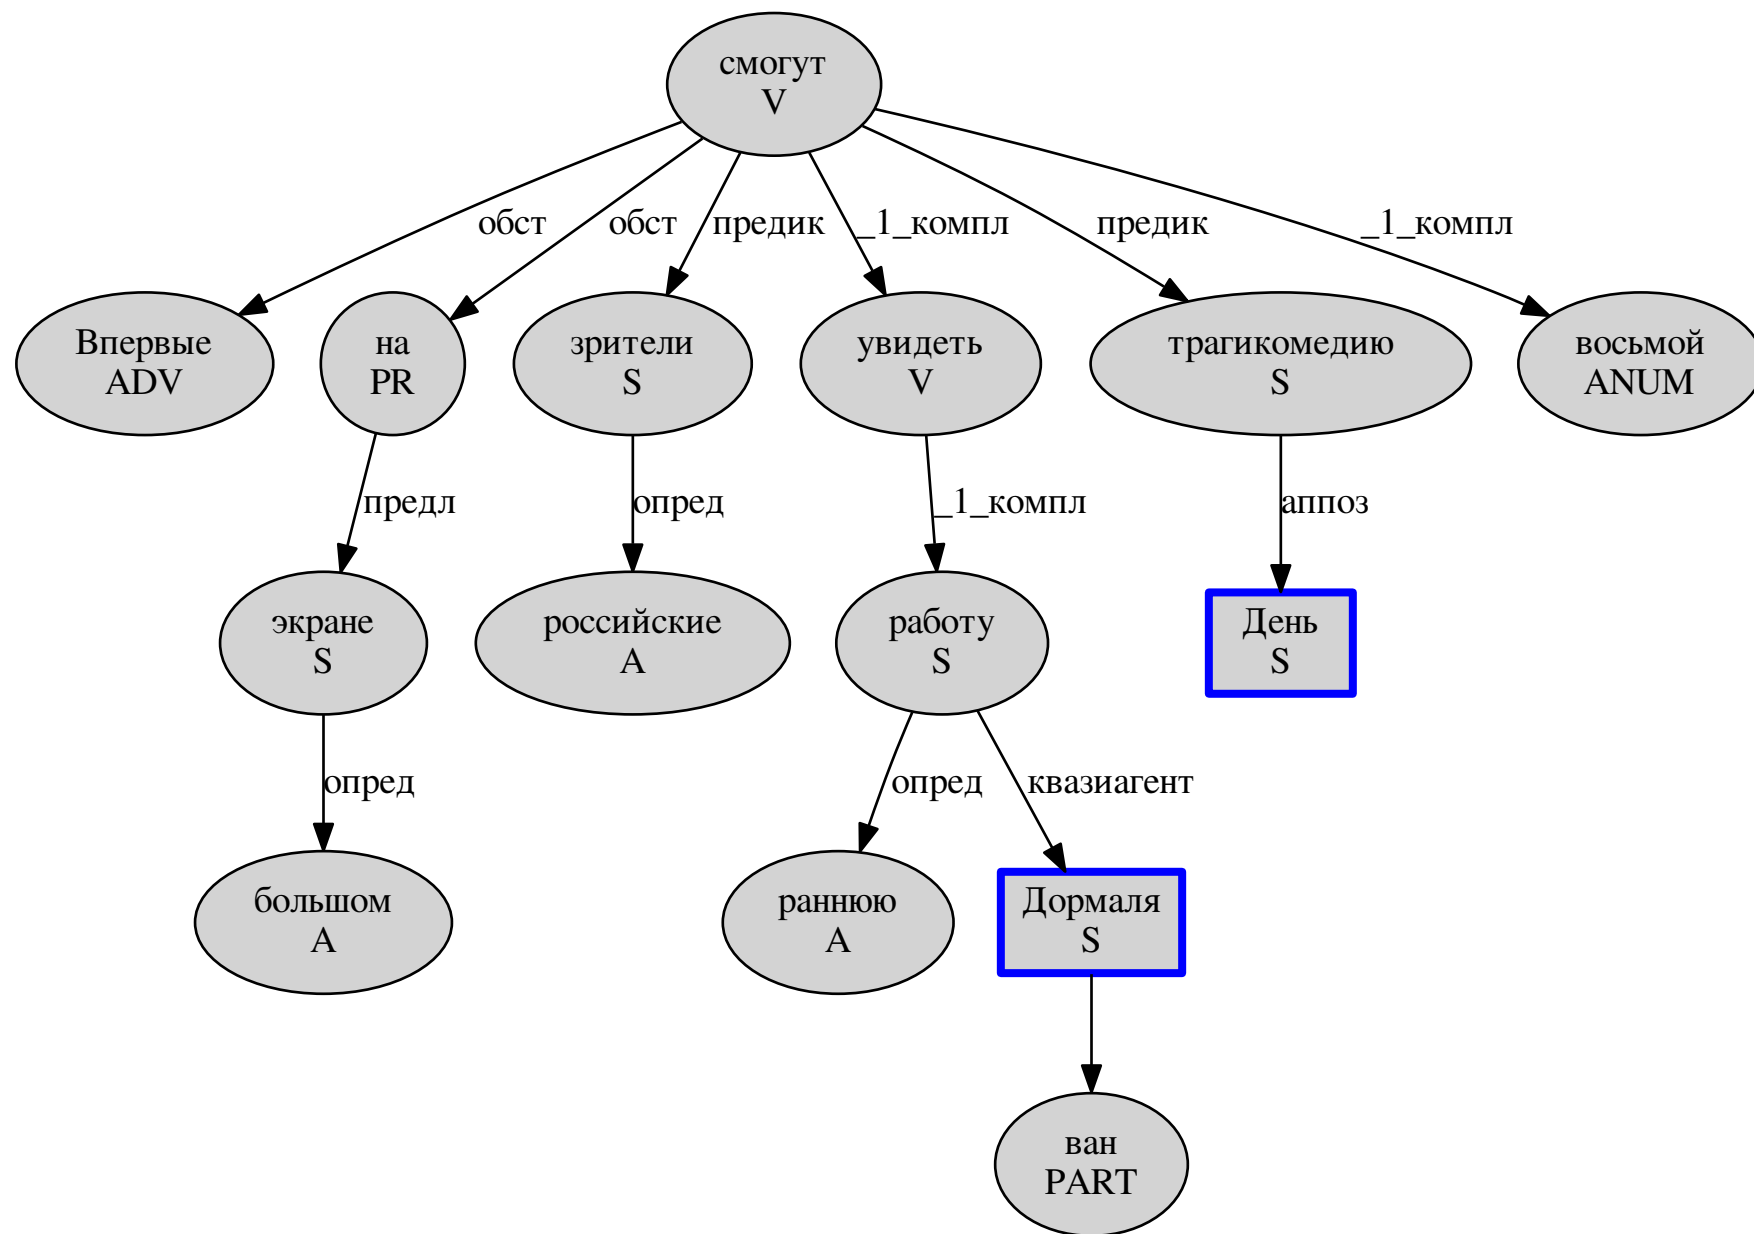 смогут
V
обст
обст
предик
_1_компл
предик
_1_компл
Впервые
ADV
на
PR
зрители
S
увидеть
V
трагикомедию
S
восьмой
ANUM
предл
опред
_1_компл
аппоз
экране
S
российские
A
работу
S
День
S
опред
опред
квазиагент
большом
A
раннюю
A
Дормаля
S
ван
PART